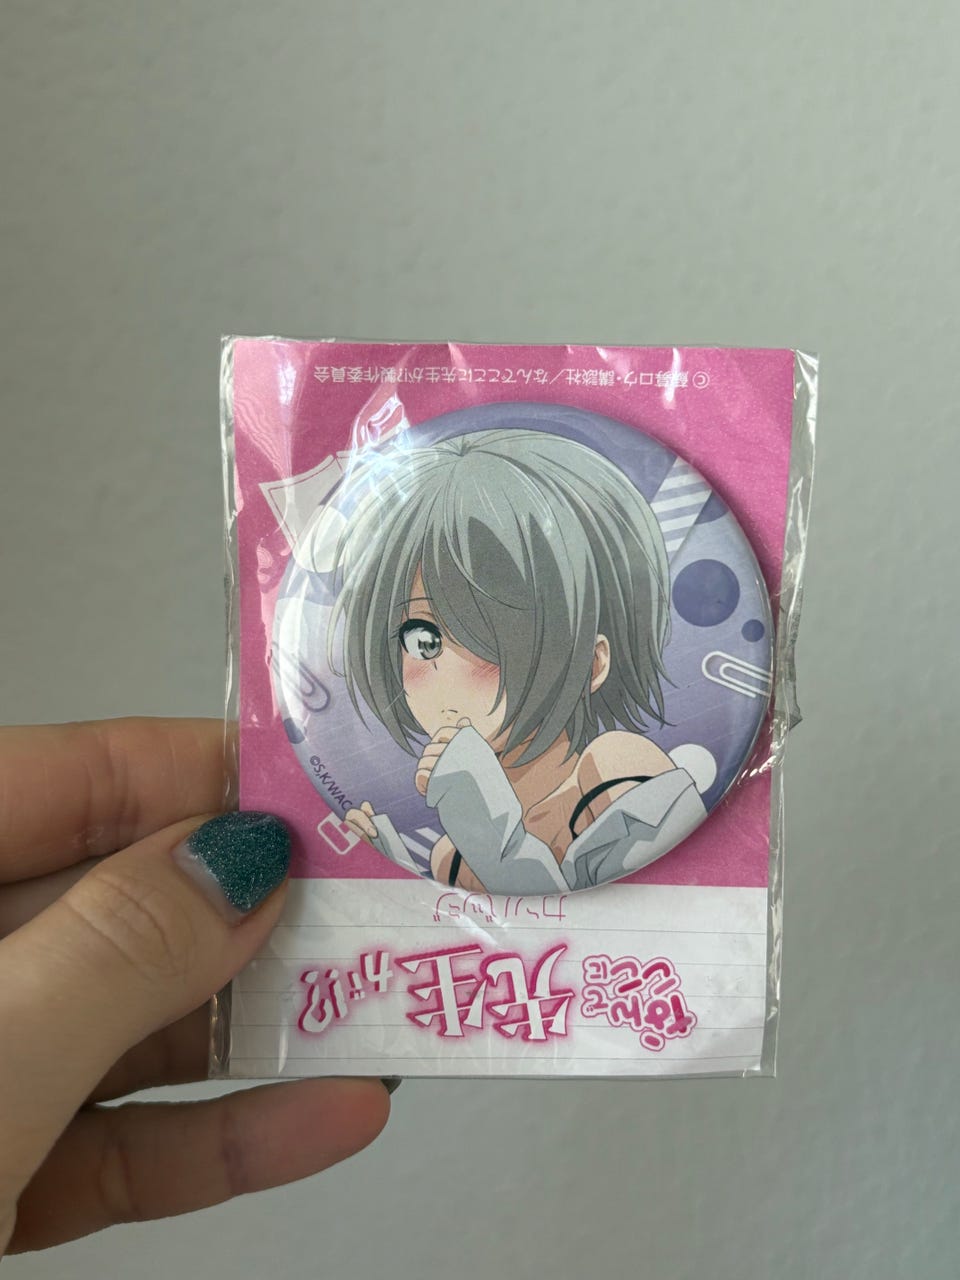 なんでここに
先生が!?
カンバッジ
©蘇募ロウ・講談社/なんでここに先生が!?製作委員会
©S,K/WAC